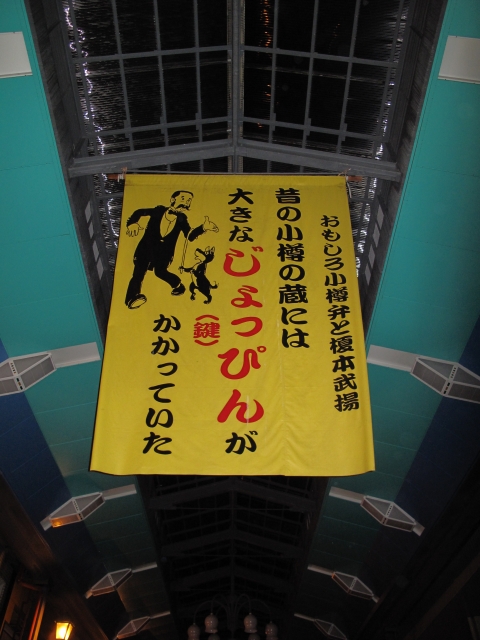 おもしろ小樽弁と榎本武揚
昔の小樽の蔵には
大きなじょっぴんが
(鍵)
かかっていた